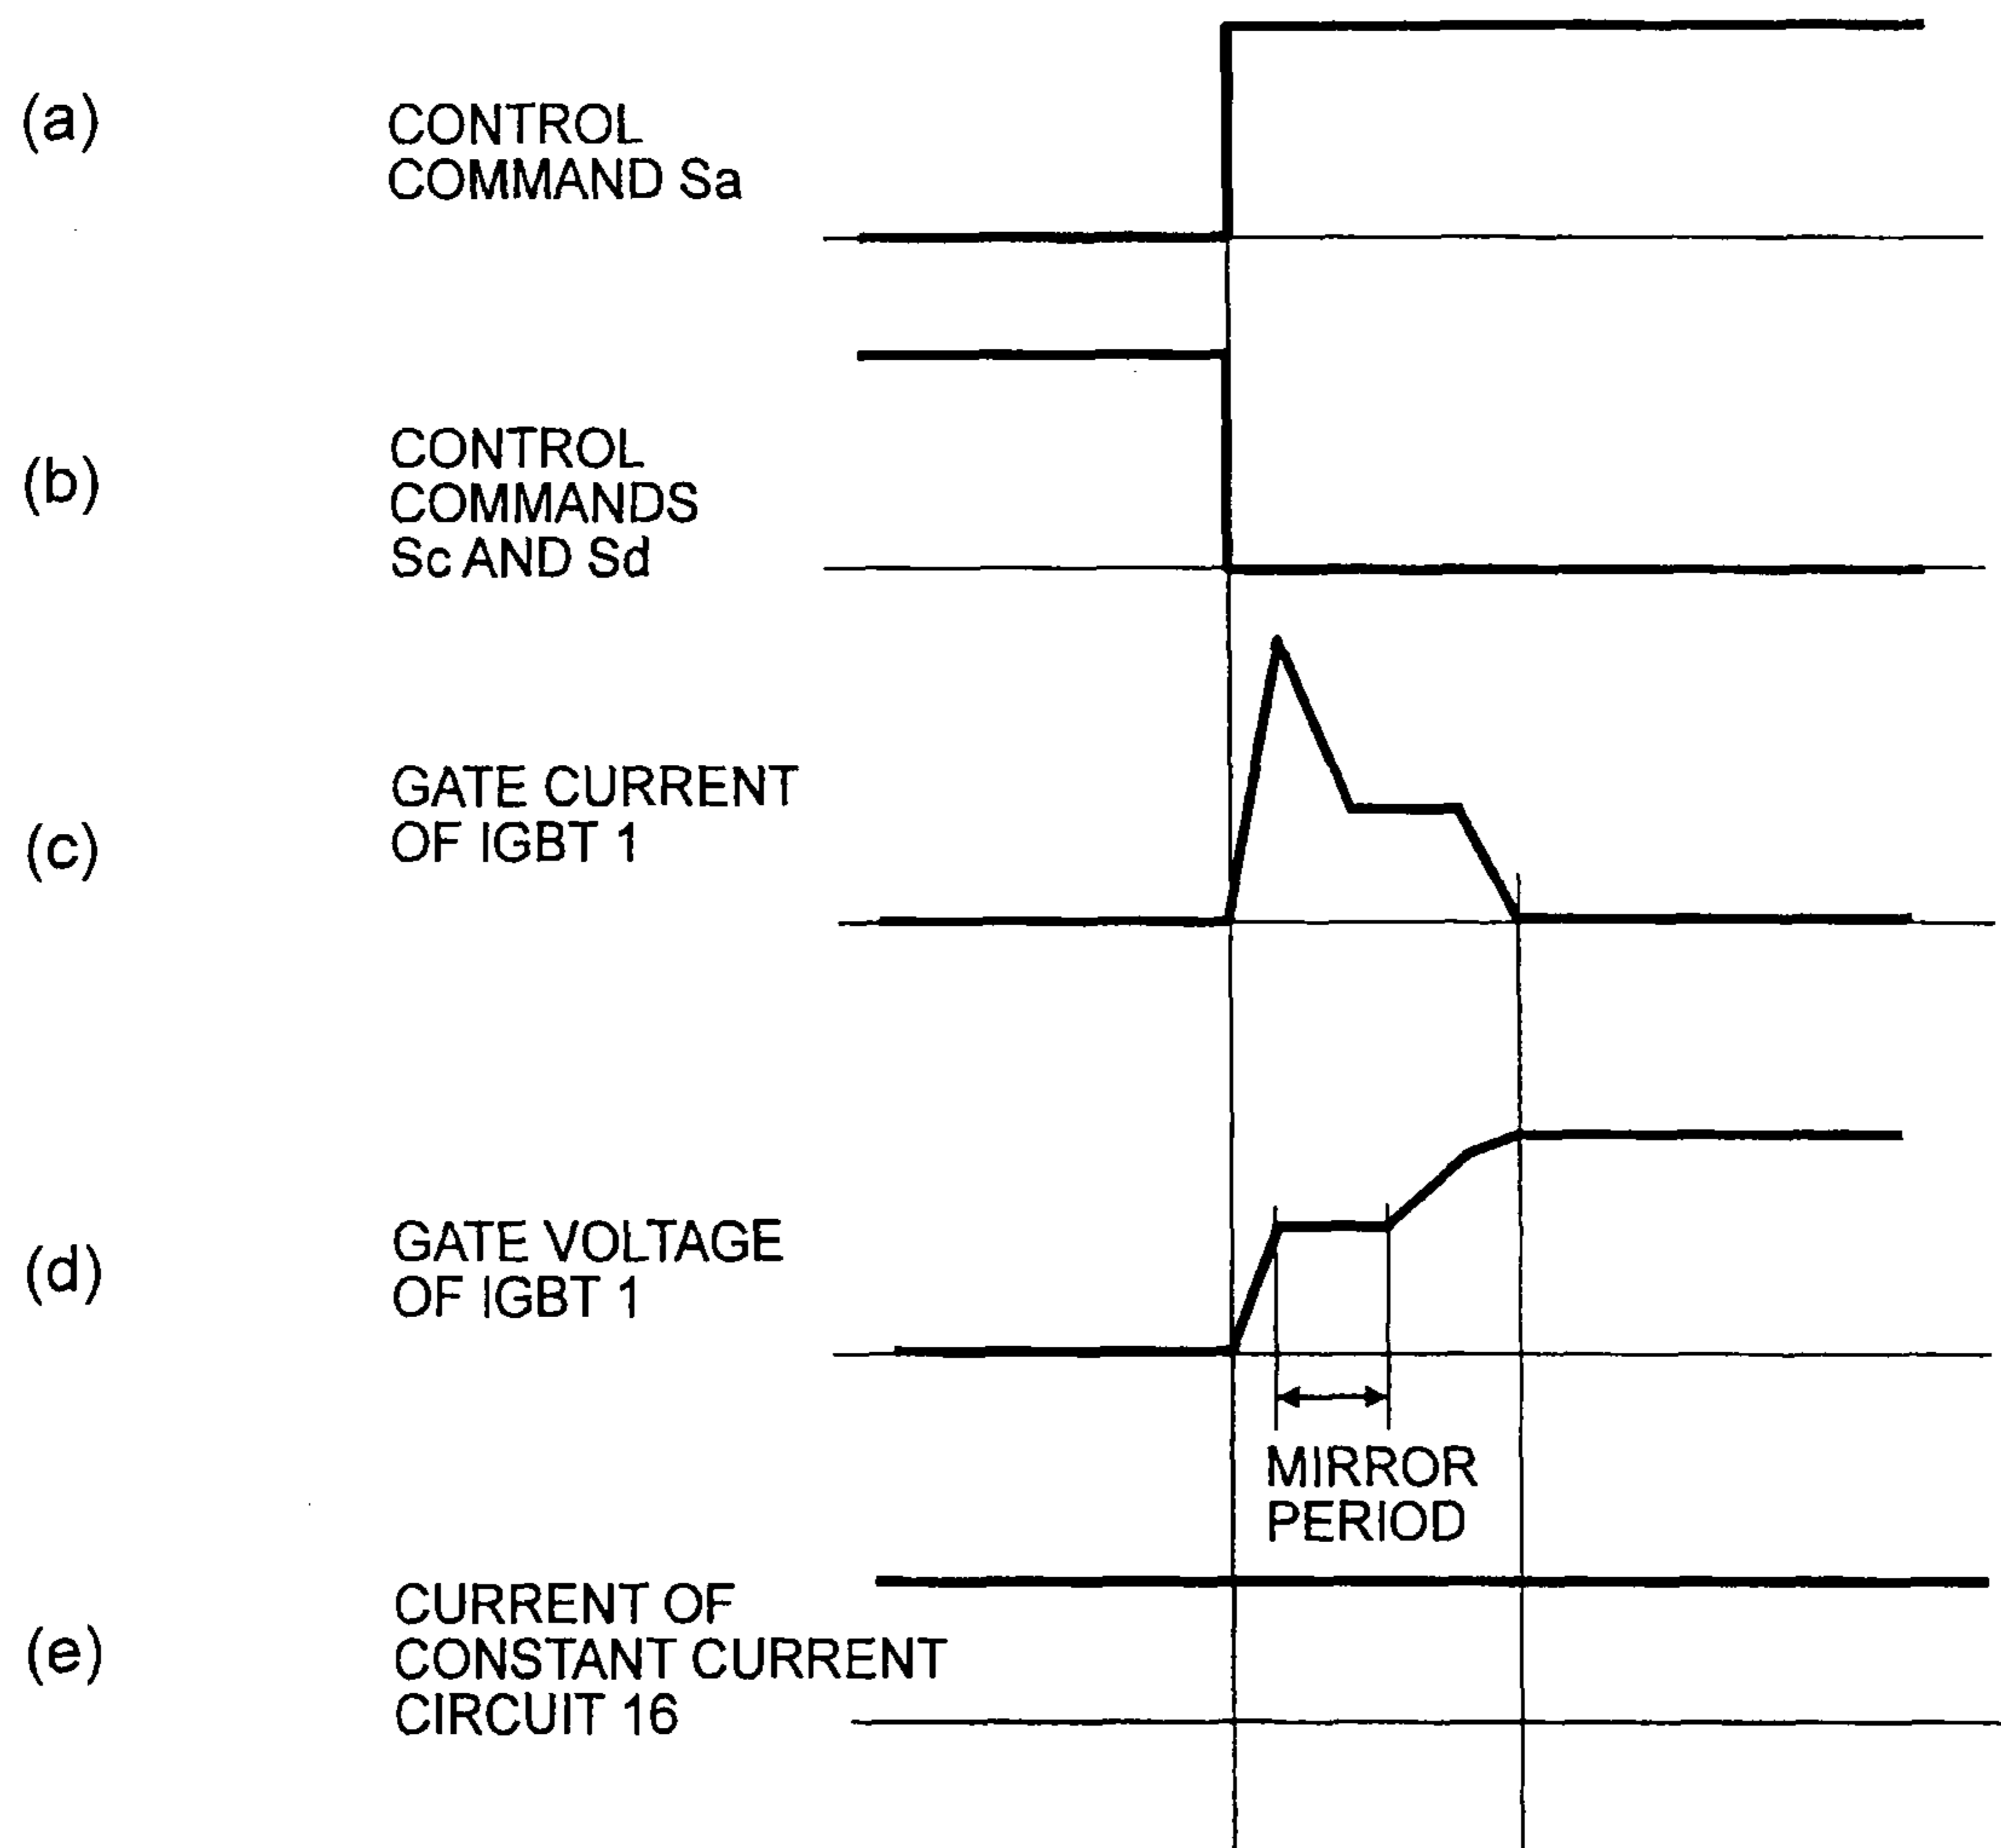 (a)
CONTROL
COMMAND Sa
(b)
CONTROL
COMMANDS
Sc AND Sd
(c)
GATE CURRENT
OF IGBT 1
(d)
GATE VOLTAGE
OF IGBT 1
MIRROR
PERIOD
(e)
CURRENT OF
CONSTANT CURRENT
CIRCUIT 16